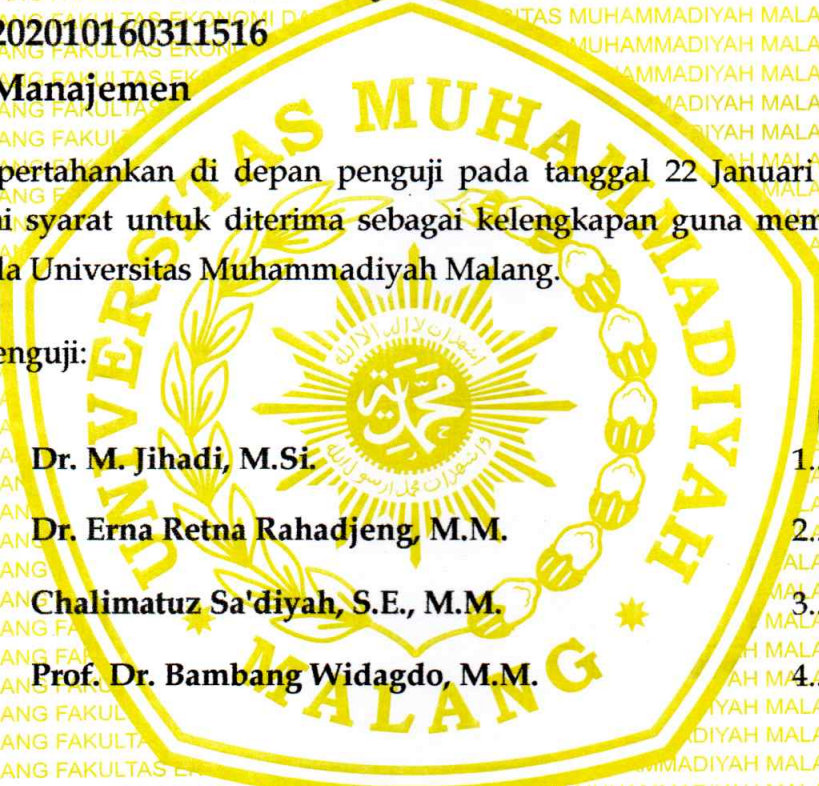 202010160311516
Manajemen
pertahankan di depan penguji pada tanggal 22 Januari
syarat untuk diterima sebagai kelengkapan guna mem
Universitas Muhammadiyah Malang.
enguji:
Dr. M. Jihadi, M.Si. 1..
Dr. Erna Retna Rahadjeng, M.M. 2..
Chalimatuz Sa'diyah, S.E., M.M. 3..
Prof. Dr. Bambang Widagdo, M.M. 4..
UNIVERSITAS MUHAMMADIYAH
MALANG